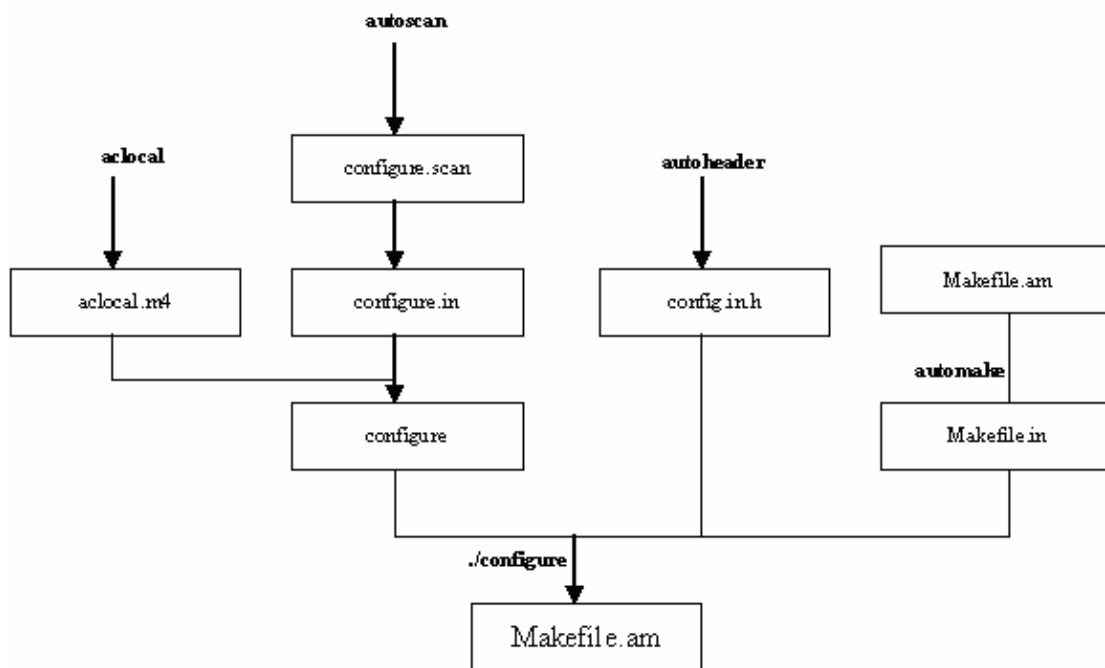 autoscan
aclocal
configure.scan
autoheader
aclocal.m4
configure.in
config.in.h
Makefile.am
automake
configure
Makefile.in
./configure
Makefile.am